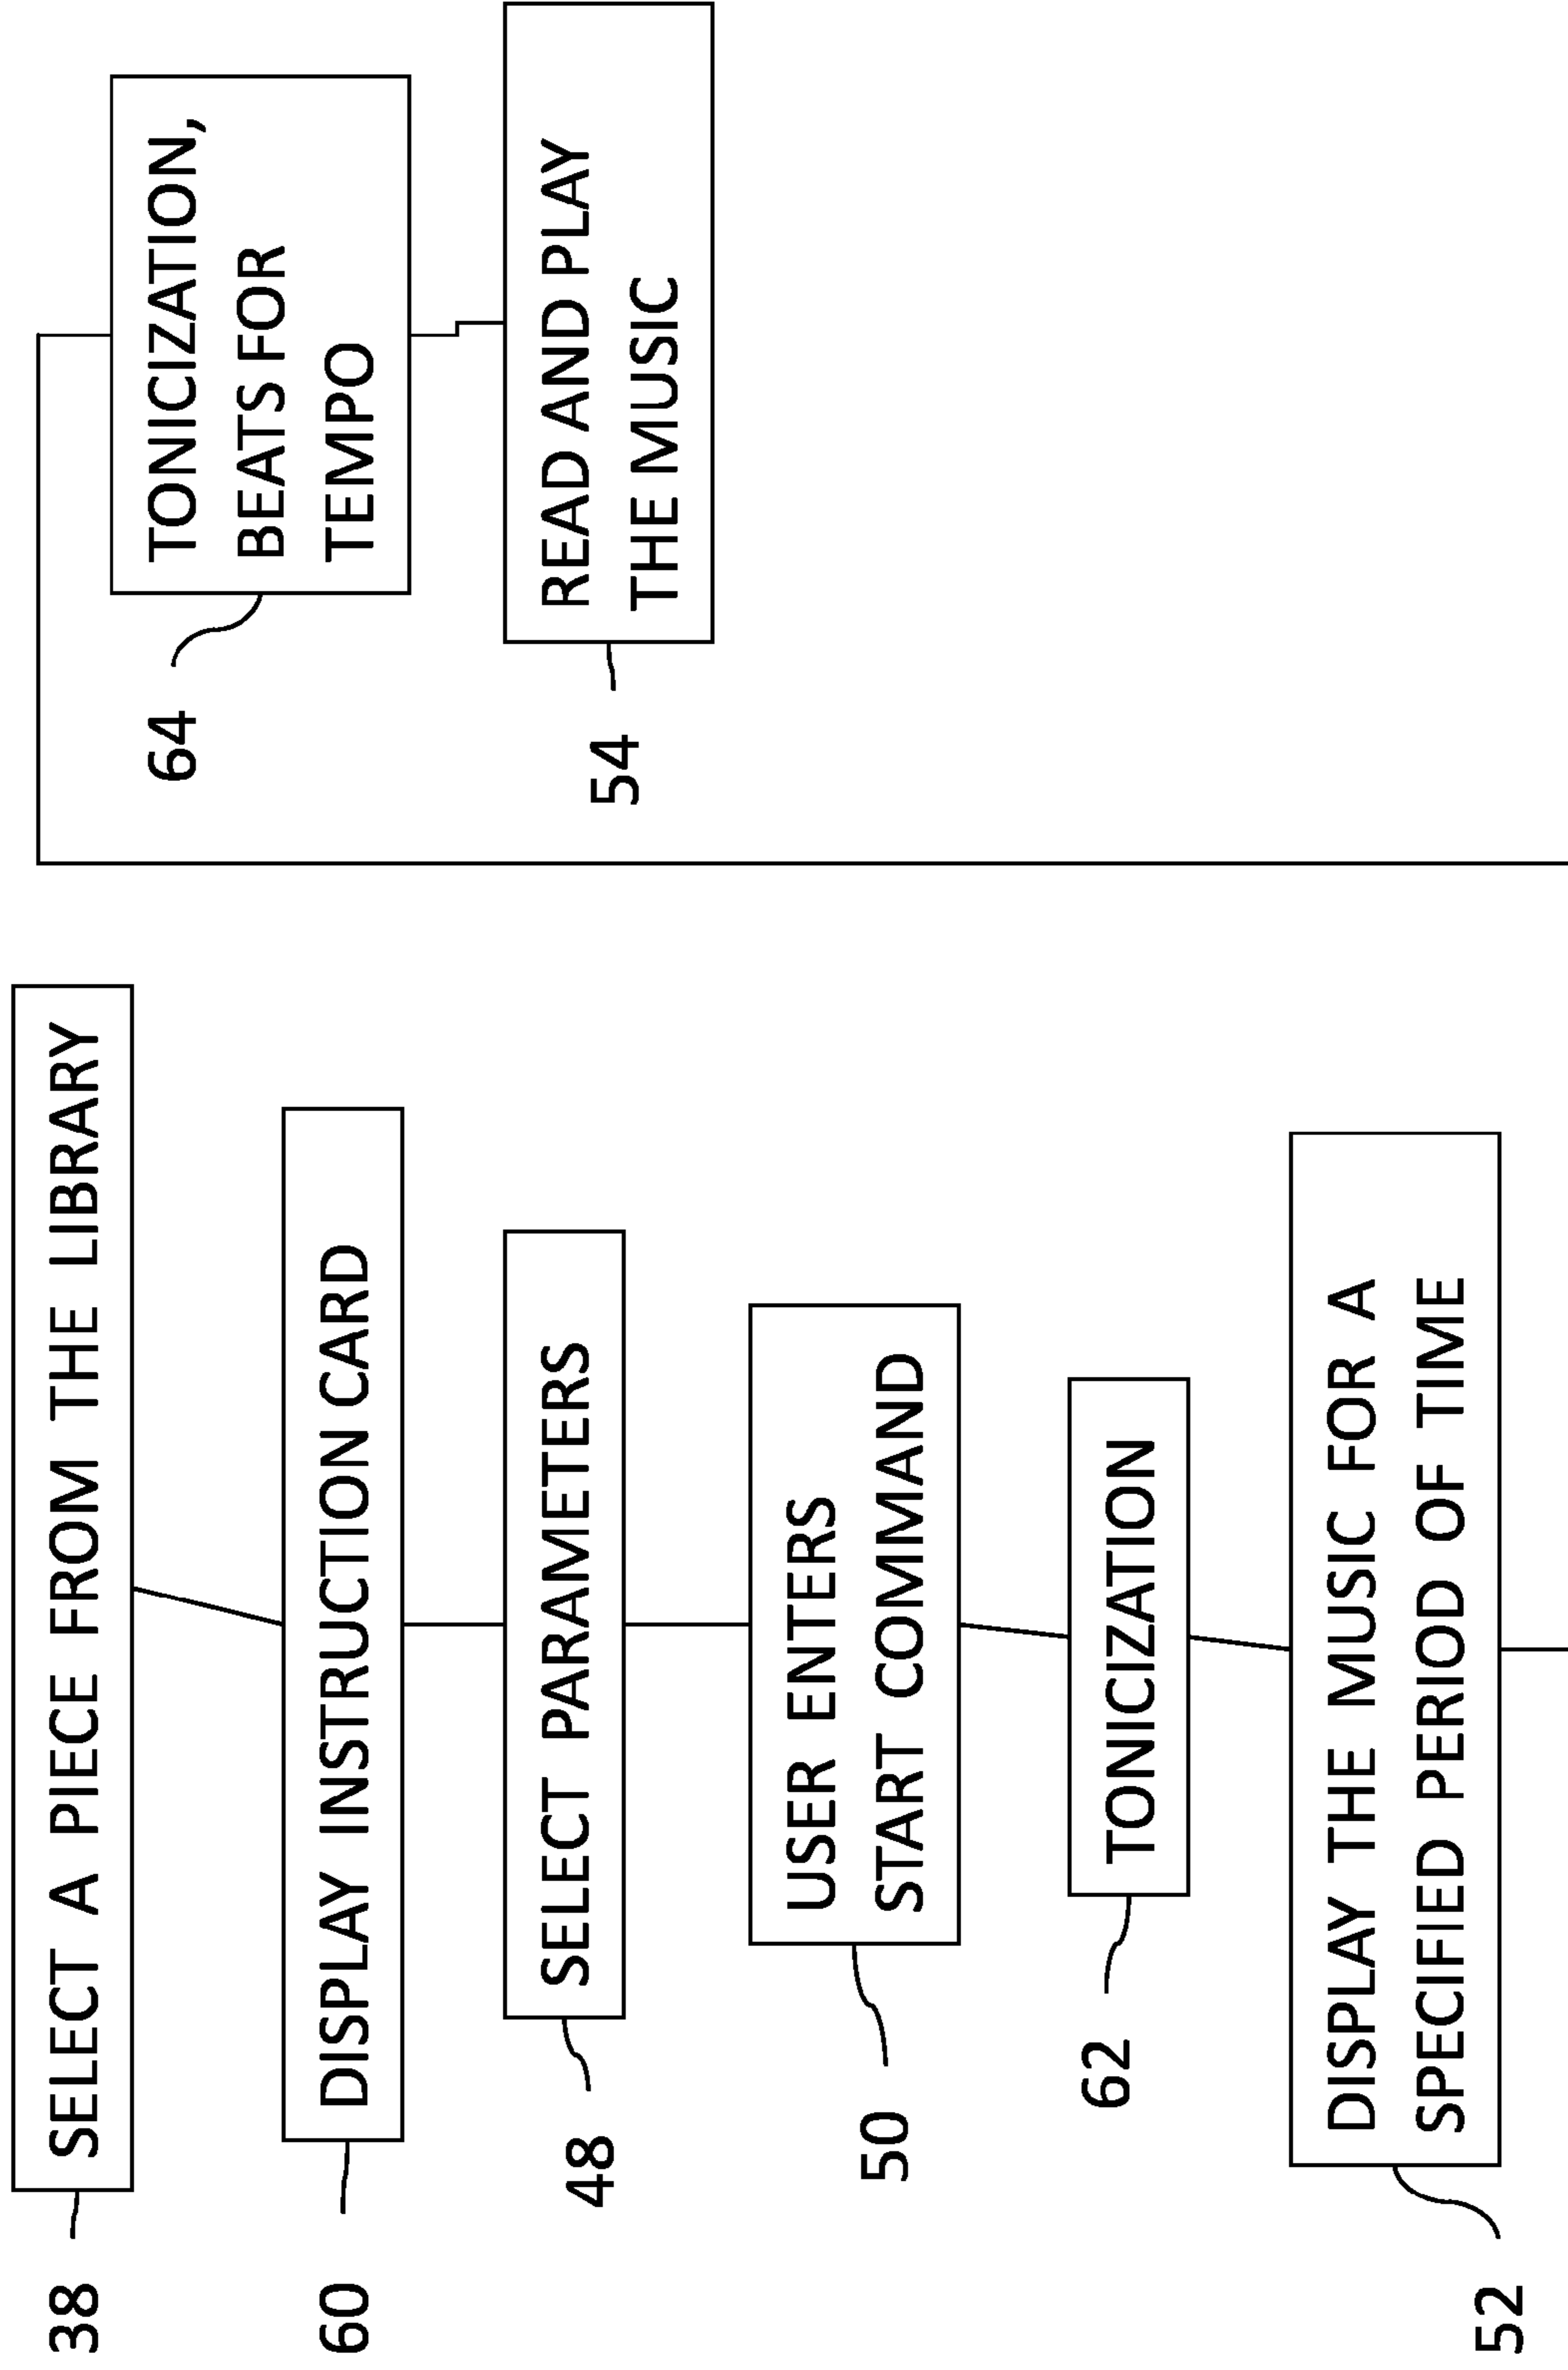 38
SELECT A PIECE FROM THE LIBRARY
60
DISPLAY INSTRUCTION CARD
48
SELECT PARAMETERS
50
USER ENTERS
START COMMAND
62
TONICIZATION
52
DISPLAY THE MUSIC FOR A
SPECIFIED PERIOD OF TIME
64
TONICIZATION,
BEATS FOR
TEMPO
54
READ AND PLAY
THE MUSIC